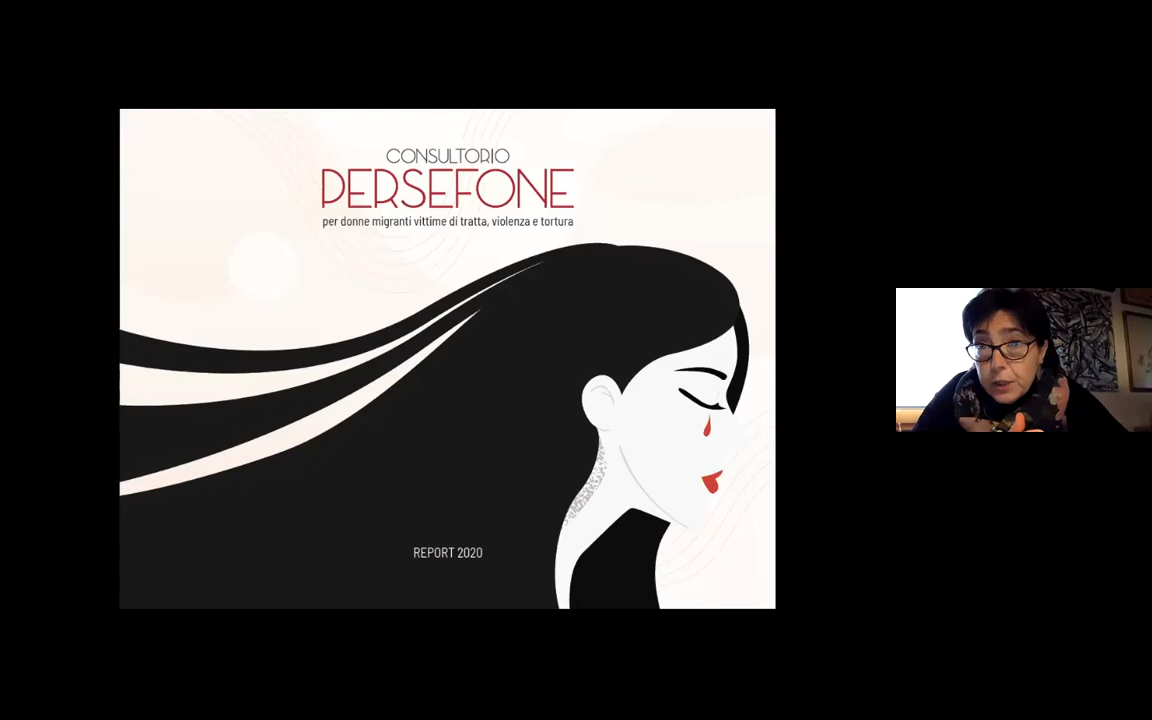 CONSULTORIO
PERSEFONE
per donne migranti vittime di tratta, violenza e tortura
REPORT 2020